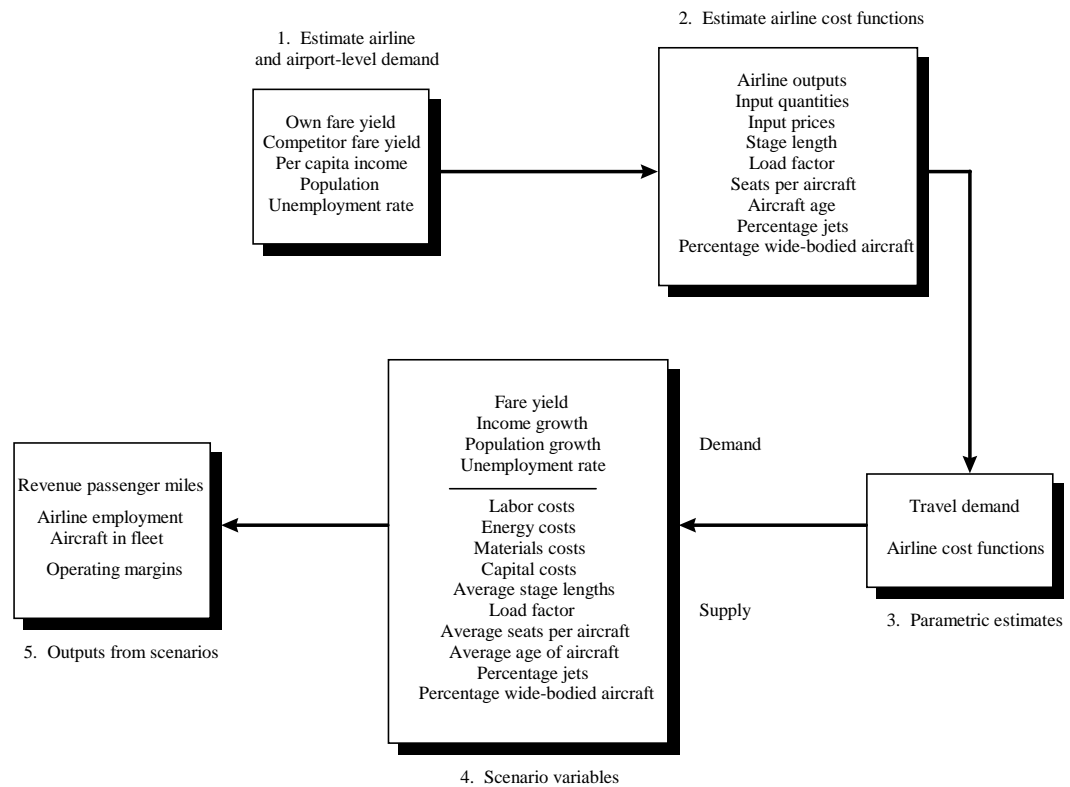 1. Estimate airline
and airport-level demand
Own fare yield
Competitor fare yield
Per capita income
Population
Unemployment rate
2. Estimate airline cost functions
Airline outputs
Input quantities
Input prices
Stage length
Load factor
Seats per aircraft
Aircraft age
Percentage jets
Percentage wide-bodied aircraft
Travel demand
Airline cost functions
3. Parametric estimates
Demand
Supply
Fare yield
Income growth
Population growth
Unemployment rate
Labor costs
Energy costs
Materials costs
Capital costs
Average stage lengths
Load factor
Average seats per aircraft
Average age of aircraft
Percentage jets
Percentage wide-bodied aircraft
4. Scenario variables
Revenue passenger miles
Airline employment
Aircraft in fleet
Operating margins
5. Outputs from scenarios